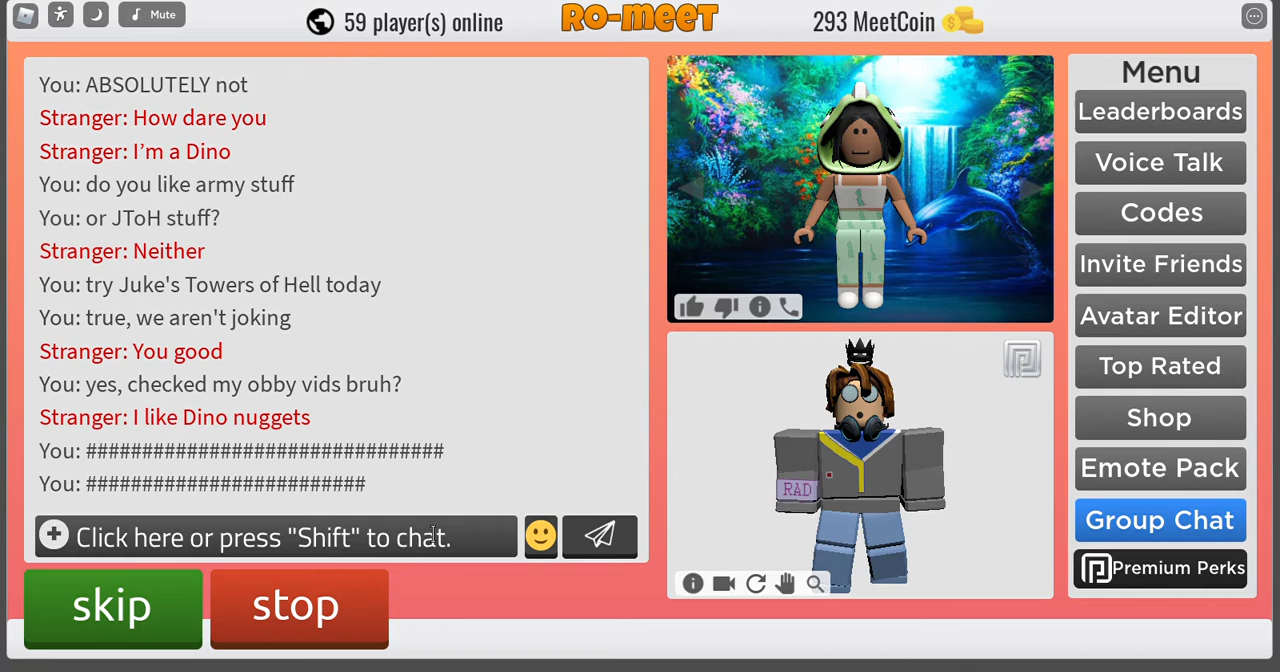 Mute
59 player(s) online
RO-meeT
293 MeetCoin
You: ABSOLUTELY not
Stranger: How dare you
Stranger: I’m a Dino
You: do you like army stuff
You: or JToH stuff?
Stranger: Neither
You: try Juke's Towers of Hell today
You: true, we aren't joking
Stranger: You good
You: yes, checked my obby vids bruh?
Stranger: I like Dino nuggets
You: ################################
You: #########################
Click here or press "Shift" to chat.
skip
stop
RAD
Menu
Leaderboards
Voice Talk
Codes
Invite Friends
Avatar Editor
Top Rated
Shop
Emote Pack
Group Chat
Premium Perks